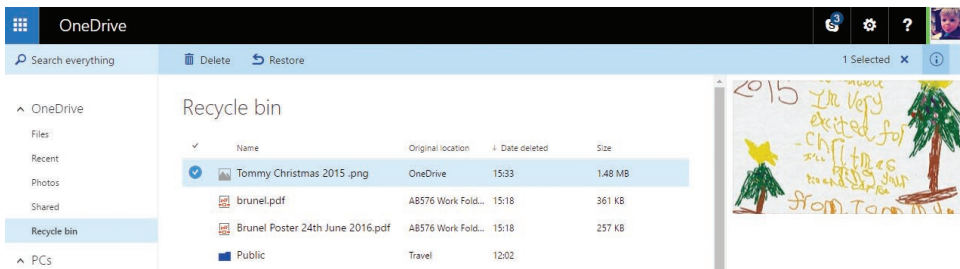 OneDrive
3
?
Search everything
Delete
Restore
1 Selected
OneDrive
Files
Recent
Photos
Shared
Recycle bin
PCs
Recycle bin
Name Original location Date deleted Size
Tommy Christmas 2015 .png OneDrive 15:33 1.48 MB
brunel.pdf AB576 Work Fold... 15:18 361 KB
Brunel Poster 24th June 2016.pdf AB576 Work Fold... 15:18 257 KB
Public Travel 12:02
2015
I'm Very
excited for
Chritmas
from Tommy